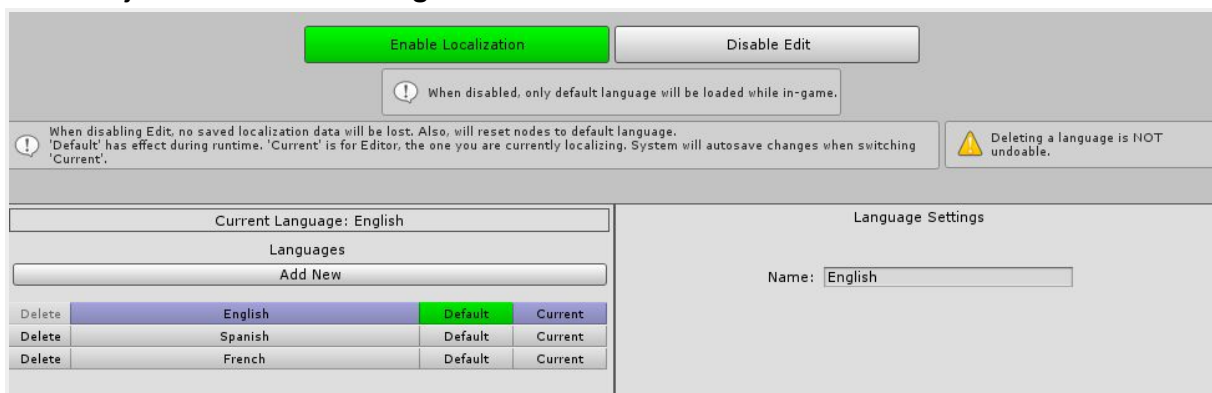 Enable Localization
Disable Edit
When disabled, only default language will be loaded while in-game.
When disabling Edit, no saved localization data will be lost. Also, will reset nodes to default language.
'Default' has effect during runtime. 'Current' is for Editor, the one you are currently localizing. System will autosave changes when switching
'Current'.
Deleting a language is NOT
undoable.
Current Language: English
Languages
Add New
Delete English Default Current
Delete Spanish Default Current
Delete French Default Current
Language Settings
Name: English